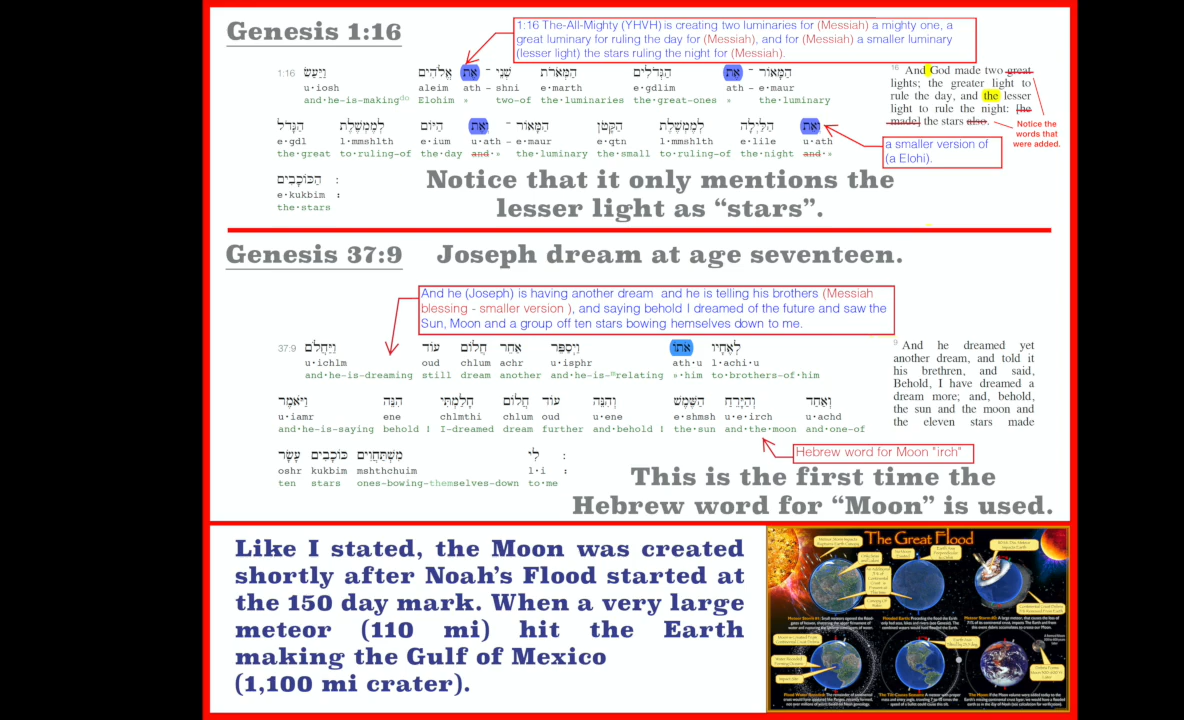 Genesis 1:16
1:16 The-All-Mighty (YHVH) is creating two luminaries for (Messiah) a mighty one, a
great luminary for ruling the day for (Messiah), and for (Messiah) a smaller luminary
(lesser light) the stars ruling the night for (Messiah).
1:16 וַיַּעַשׂ אֱלֹהִים אֶת ־ שְׁנֵי הַמְּאֹרֹת הַגְּדֹלִים אֶת ־ הַמָּאוֹר
u·iosh aleim ath – shni e·marth e·gdlim ath – e·maur
and·he-is-making do Elohim » two-of the·luminaries the·great-ones » the·luminary
הַגָּדֹל לְמֶמְשֶׁלֶת הַיּוֹם וְאֶת ־ הַמָּאוֹר הַקָּטֹן לְמֶמְשֶׁלֶת הַלַּיְלָה וְאֵת
e·gdl l·mmshlth e·ium u·ath – e·maur e·qtn l·mmshlth e·lile u·ath
the·great to·ruling-of the·day and·» the·luminary the·small to·ruling-of the·night and·»
הַכּוֹכָבִים :
e·kukbim :
the·stars
16 And God made two great
lights; the greater light to
rule the day, and the lesser
light to rule the night: [he
made] the stars also.
Notice the
words that
were added.
a smaller version of
(a Elohi).
Notice that it only mentions the
lesser light as “stars”.
Genesis 37:9 Joseph dream at age seventeen.
And he (Joseph) is having another dream and he is telling his brothers (Messiah
blessing - smaller version ), and saying behold I dreamed of the future and saw the
Sun, Moon and a group off ten stars bowing hemselves down to me.
37:9 וַיַּחֲלֹם עוֹד חֲלוֹם אַחֵר וַיְסַפֵּר אֹתוֹ לְאֶחָיו
u·ichlm oud chlum achr u·isphr ath·u l·achi·u
and·he-is-dreaming still dream another and·he-is-mrelating »·him to·brothers-of·him
וַיֹּאמֶר הִנֵּה חָלַמְתִּי חֲלוֹם עוֹד וְהִנֵּה הַשֶּׁמֶשׁ וְהַיָּרֵחַ וְאַחַד
u·iamr ene chlmthi chlum oud u·ene e·shmsh u·e·irch u·achd
and·he-is-saying behold ! I-dreamed dream further and·behold ! the·sun and·the·moon and·one-of
עָשָׂר כּוֹכָבִים מִשְׁתַּחֲוִים לִי :
oshr kukbim mshthchuim l·i :
ten stars ones-bowing-themselves-down to·me
9 And he dreamed yet
another dream, and told it
his brethren, and said,
Behold, I have dreamed a
dream more; and, behold,
the sun and the moon and
the eleven stars made
Hebrew word for Moon "irch"
This is the first time the
Hebrew word for “Moon” is used.
Like I stated, the Moon was created
shortly after Noah’s Flood started at
the 150 day mark. When a very large
meteor (110 mi) hit the Earth
making the Gulf of Mexico
(1,100 mi crater).
The Great Flood